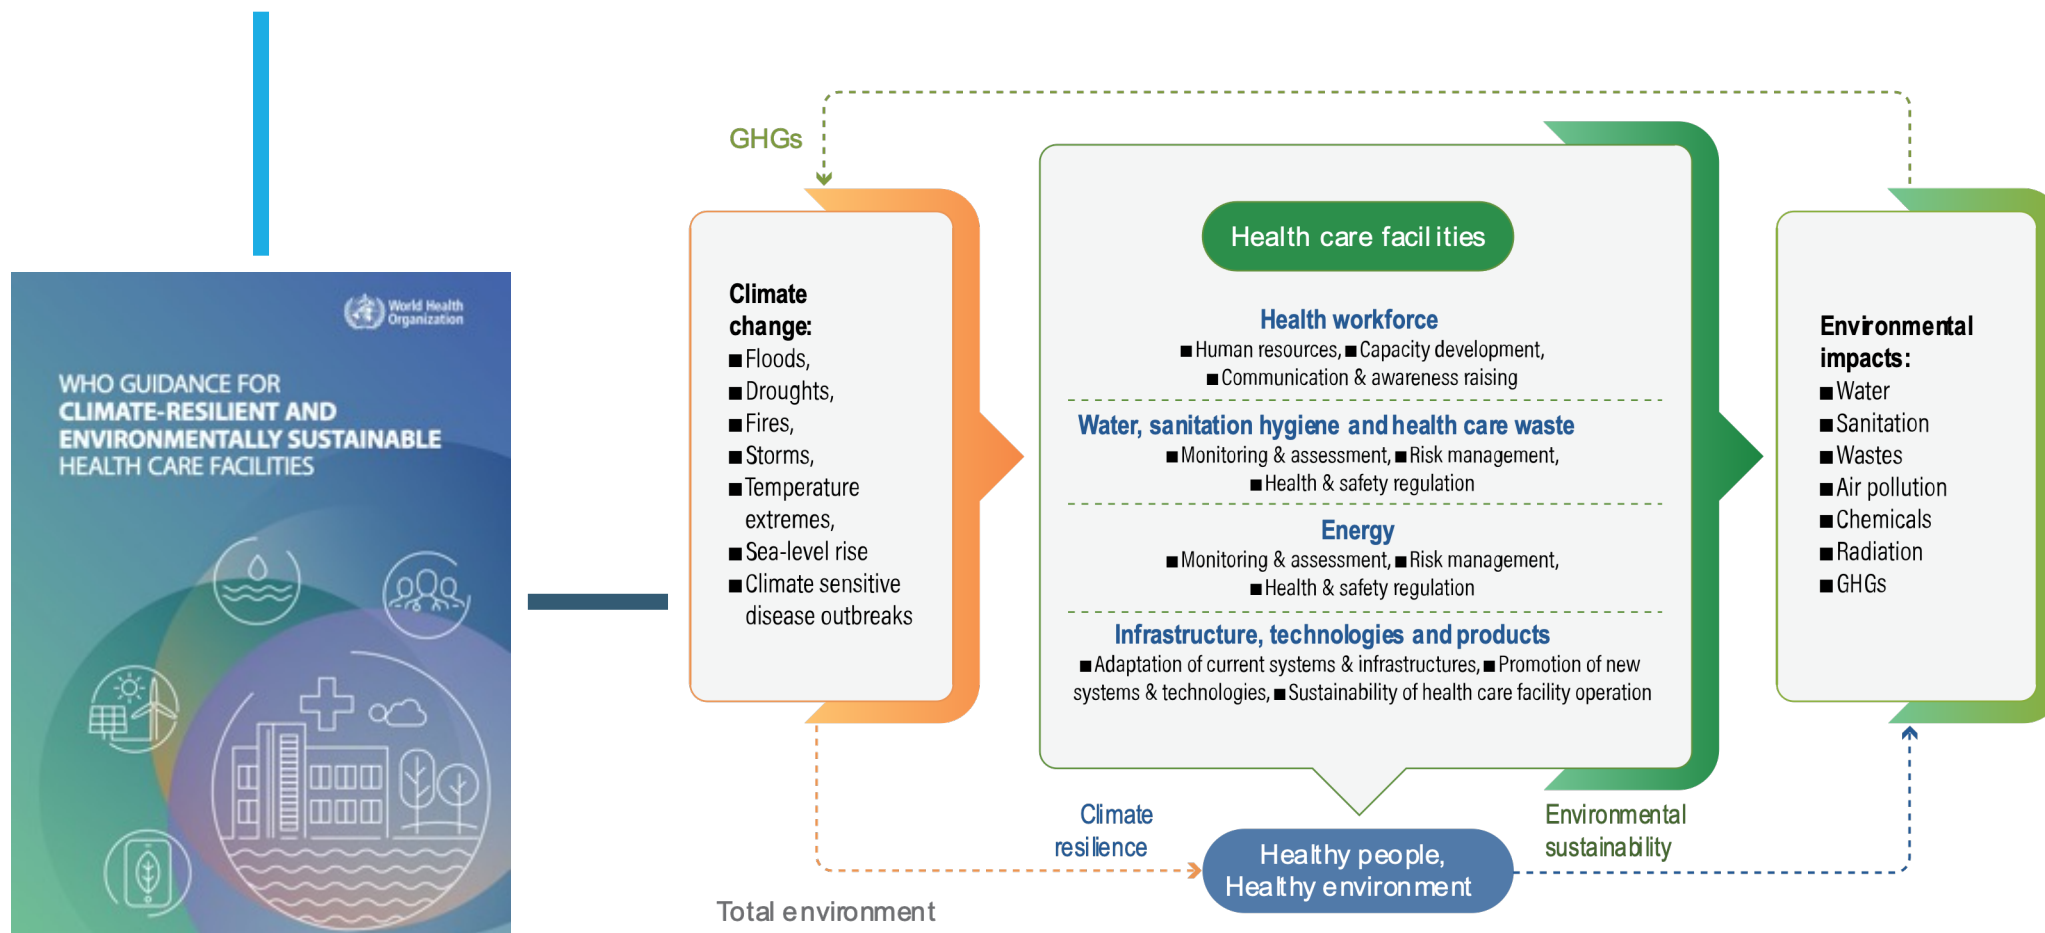 World Health
Organization
WHO GUIDANCE FOR
CLIMATE-RESILIENT AND
ENVIRONMENTALLY SUSTAINABLE
HEALTH CARE FACILITIES
GHGs
Climate
change:
■ Floods,
■ Droughts,
■ Fires,
■ Storms,
■ Temperature
extremes,
■ Sea-level rise
■ Climate sensitive
disease outbreaks
Health care facilities
Health workforce
■ Human resources, ■ Capacity development,
■ Communication & awareness raising
Water, sanitation hygiene and health care waste
■ Monitoring & assessment, ■ Risk management,
■ Health & safety regulation
Energy
■ Monitoring & assessment, ■ Risk management,
■ Health & safety regulation
Infrastructure, technologies and products
■ Adaptation of current systems & infrastructures, ■ Promotion of new
systems & technologies, ■ Sustainability of health care facility operation
Environmental
impacts:
■ Water
■ Sanitation
■ Wastes
■ Air pollution
■ Chemicals
■ Radiation
■ GHGs
Climate
resilience
Healthy people,
Healthy environment
Environmental
sustainability
Total environment